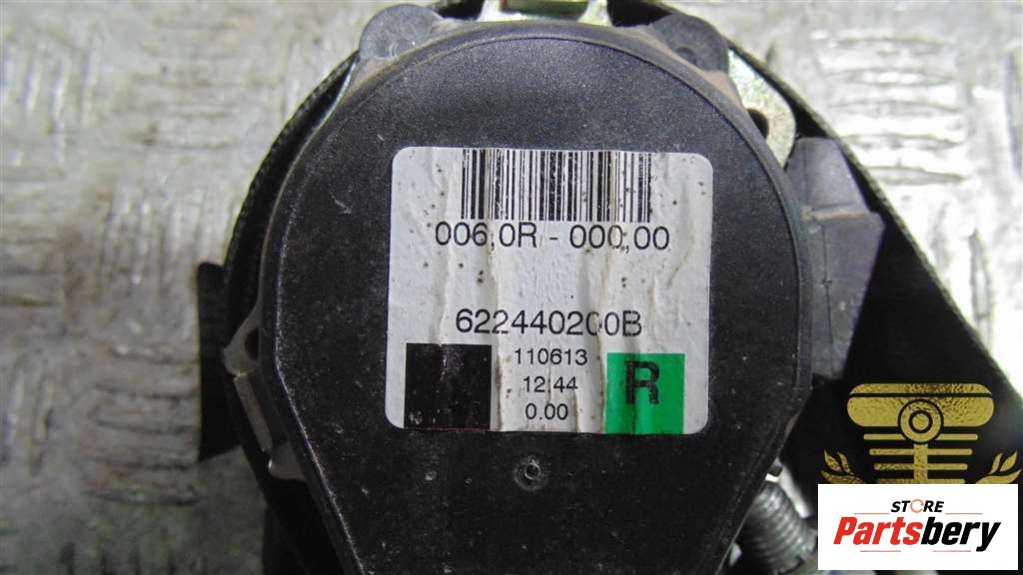 006,0R - 000,00
622440200B
110613
12:44
0.00
R
STORE
Partsbery